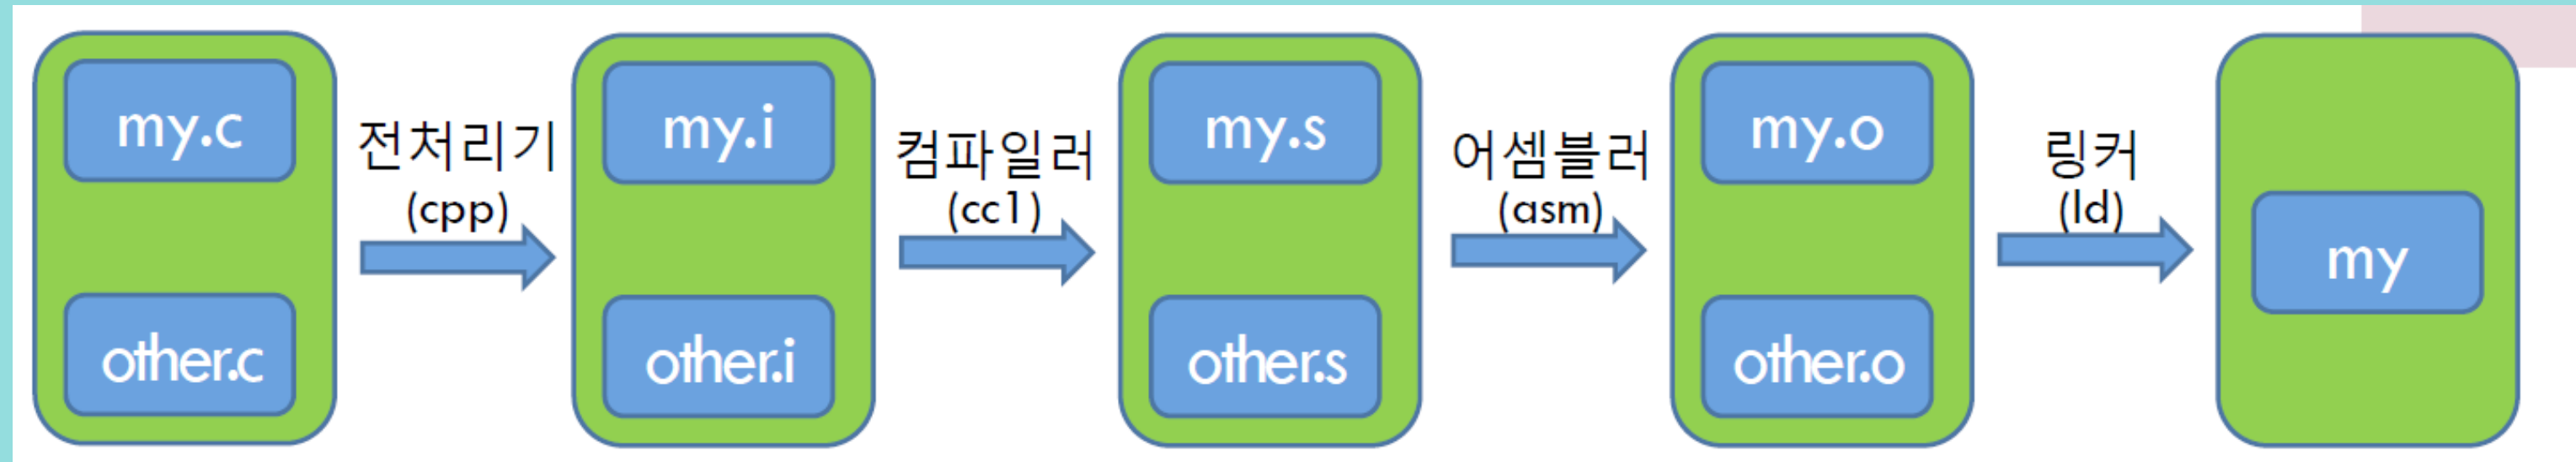 my.c
other.c
전처리기
(cpp)
my.i
other.i
컴파일러
(cc1)
my.s
other.s
어셈블러
(asm)
my.o
other.o
링커
(ld)
my